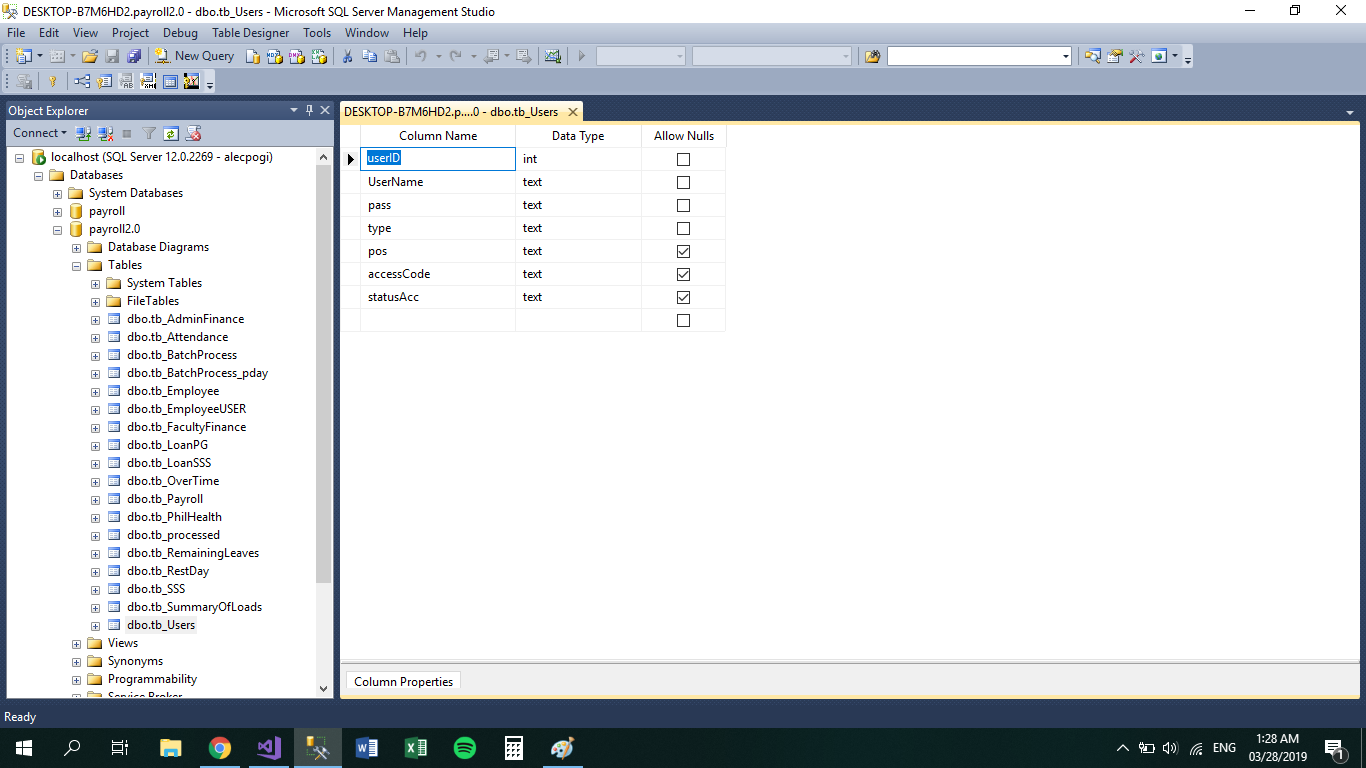 DESKTOP-B7M6HD2.payroll2.0 - dbo.tb_Users - Microsoft SQL Server Management Studio
File Edit View Project Debug Table Designer Tools Window Help
New Query
Object Explorer
Connect
localhost (SQL Server 12.0.2269 - alecpogi)
Databases
System Databases
payroll
payroll2.0
Database Diagrams
Tables
System Tables
FileTables
dbo.tb_AdminFinance
dbo.tb_Attendance
dbo.tb_BatchProcess
dbo.tb_BatchProcess_pday
dbo.tb_Employee
dbo.tb_EmployeeUSER
dbo.tb_FacultyFinance
dbo.tb_LoanPG
dbo.tb_LoanSSS
dbo.tb_OverTime
dbo.tb_Payroll
dbo.tb_PhilHealth
dbo.tb_processed
dbo.tb_RemainingLeaves
dbo.tb_RestDay
dbo.tb_SSS
dbo.tb_SummaryOfLoads
dbo.tb_Users
Views
Synonyms
Programmability
Service Broker
DESKTOP-B7M6HD2.p....0 - dbo.tb_Users
Column Name Data Type Allow Nulls
userID int
UserName text
pass text
type text
pos text
accessCode text
statusAcc text
Column Properties
Ready
ENG
1:28 AM
03/28/2019
1